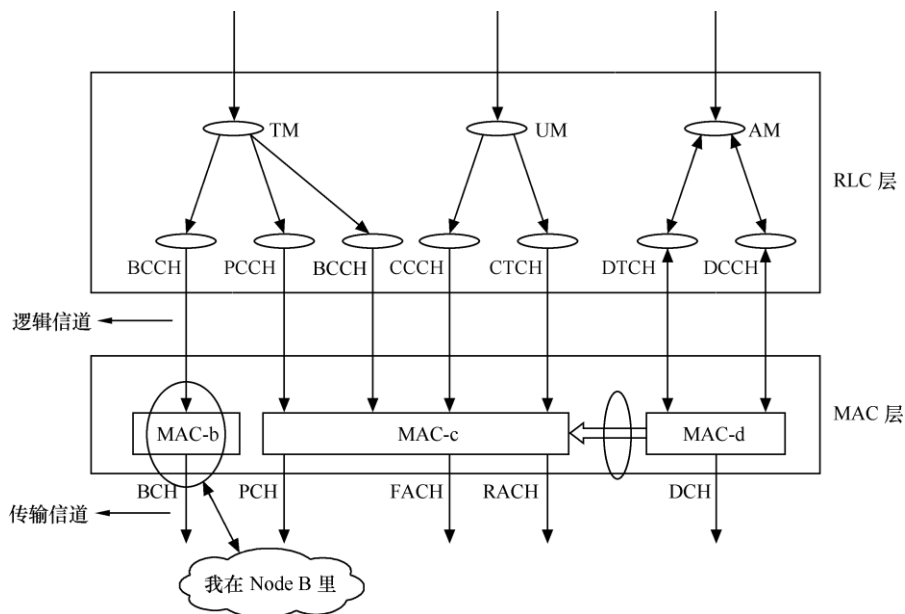 TM
UM
AM
RLC 层
BCCH
PCCH
BCCH
CCCH
CTCH
DTCH
DCCH
逻辑信道
MAC-b
MAC-c
MAC-d
MAC 层
BCH
PCH
FACH
RACH
DCH
传输信道
我在 Node B 里